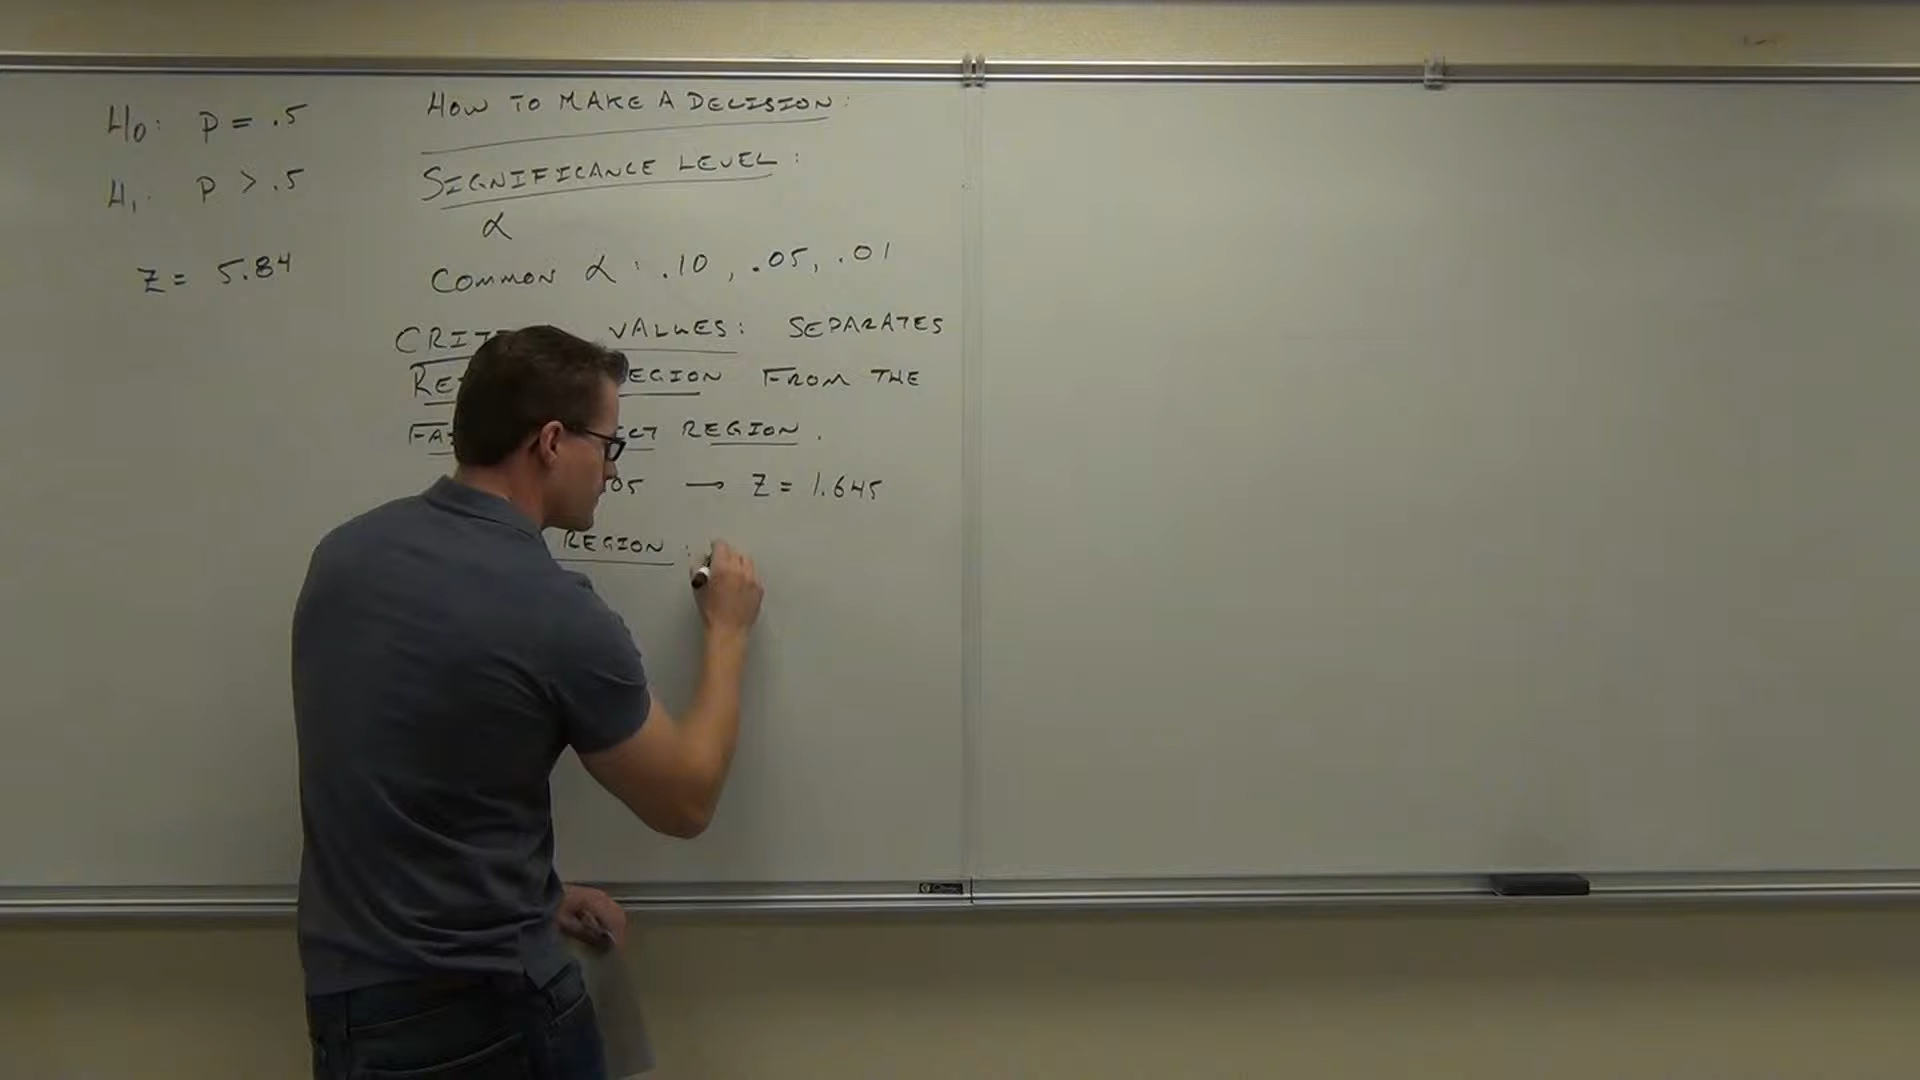 H0: P = .5
H1: P > .5
Z = 5.84
HOW TO MAKE A DECISION:
SIGNIFICANCE LEVEL:
α
COMMON α: .10, .05, .01
VALUES: SEPARATES
FROM THE
REGION.
→ Z = 1.645
REGION: